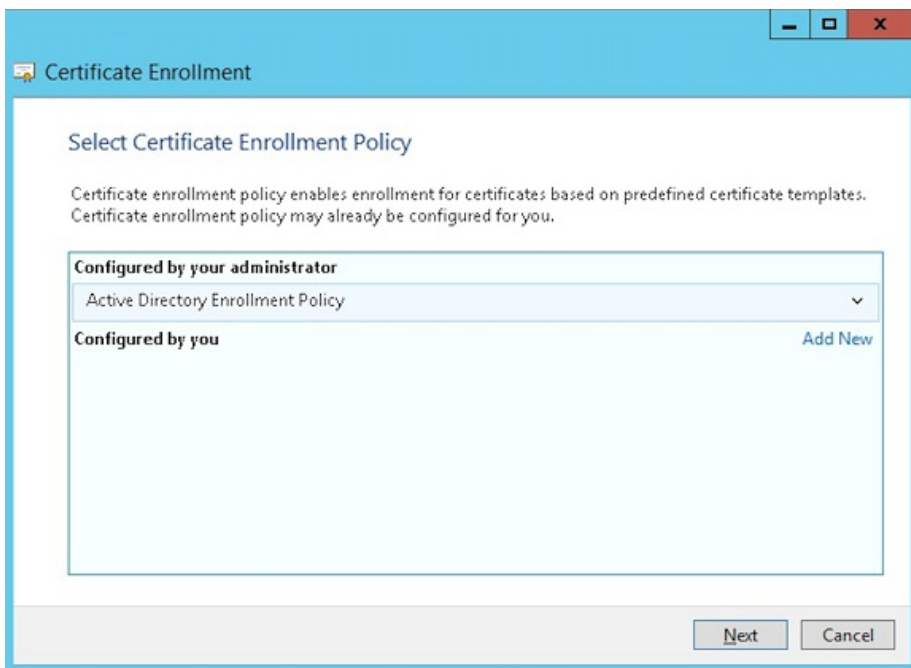 Certificate Enrollment
Select Certificate Enrollment Policy
Certificate enrollment policy enables enrollment for certificates based on predefined certificate templates.
Certificate enrollment policy may already be configured for you.
Configured by your administrator
Active Directory Enrollment Policy
Configured by you Add New
Next Cancel